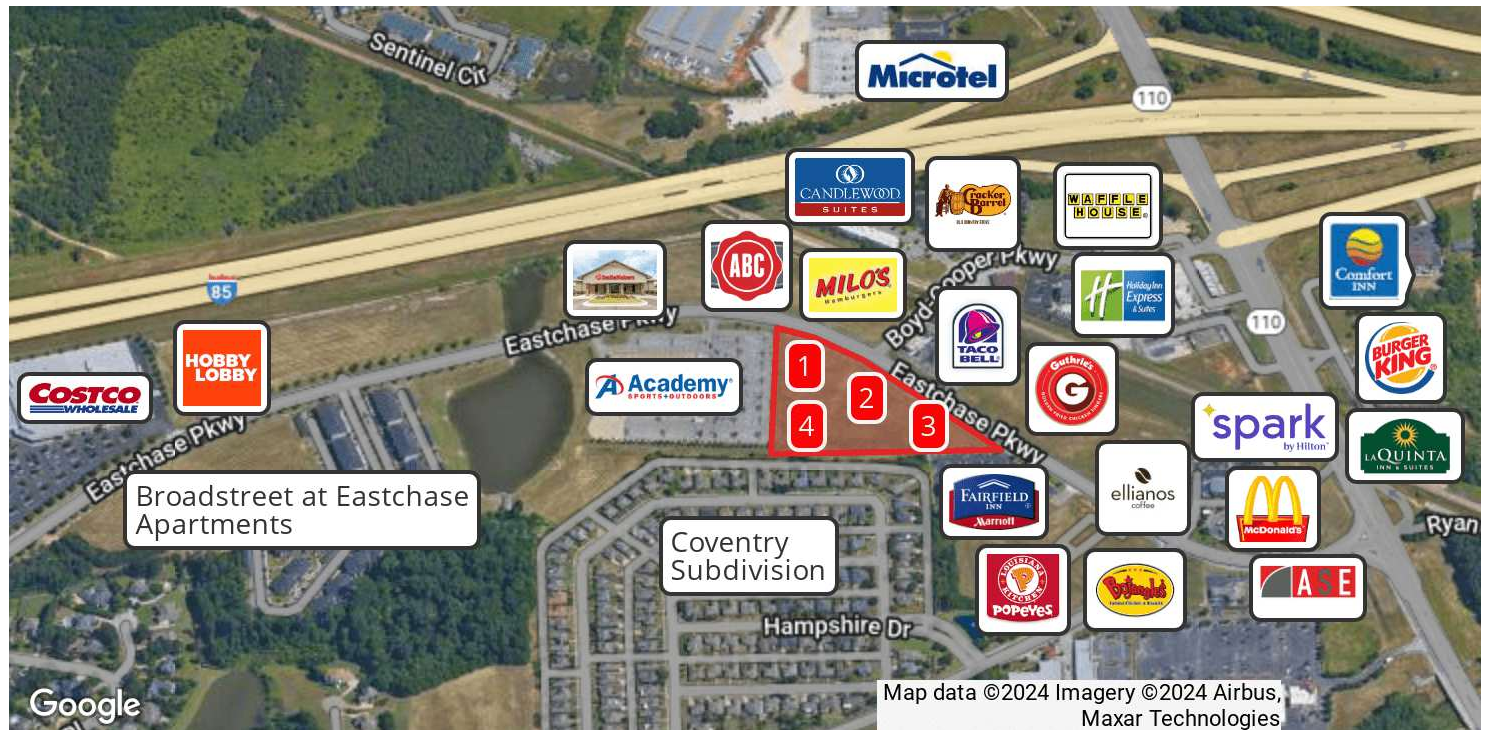 Sentinel Cir
Microtel
110
CANDLEWOOD
SUITES
Cracker
Barrel
WAFFLE
HOUSE
85
ABC
MILO'S
Hamburgers
Boyd-Cooper Pkwy
Holiday Inn
Express
& Suites
Comfort
INN
110
Eastchase Pkwy
TACO
BELL
BURGER
KING
HOBBY
LOBBY
COSTCO
WHOLESALE
Academy
SPORTS+OUTDOORS
1
2
3
4
Eastchase Pkwy
Guthrie's
G
spark
by Hilton
LAQUINTA
INN & SUITES
Eastchase Pkwy
Broadstreet at Eastchase
Apartments
FAIRFIELD
INN
Marriott
ellianos
coffee
McDonald's
Ryan
Coventry
Subdivision
LOUISIANA
KITCHEN
POPEYES
Bojangles'
ASE
Hampshire Dr
Google
Map data ©2024 Imagery ©2024 Airbus,
Maxar Technologies